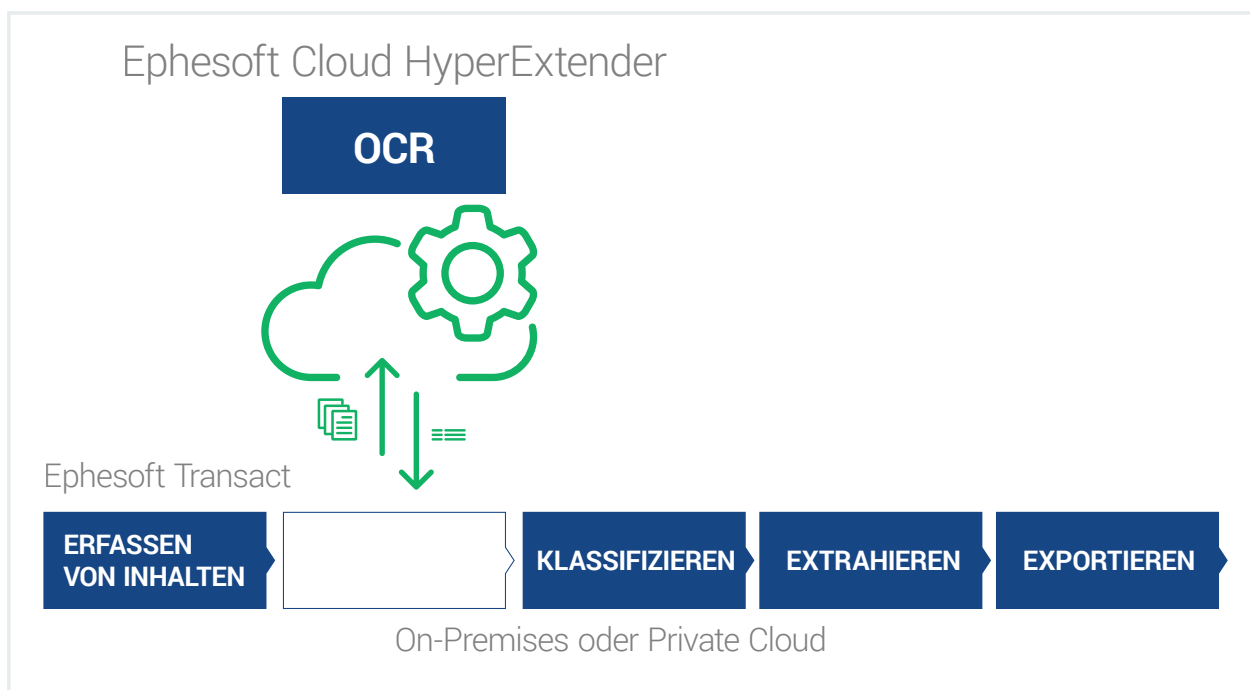 Ephesoft Cloud HyperExtender
OCR
Ephesoft Transact
ERFASSEN
VON INHALTEN
KLASSIFIZIEREN
EXTRAHIEREN
EXPORTIEREN
On-Premises oder Private Cloud